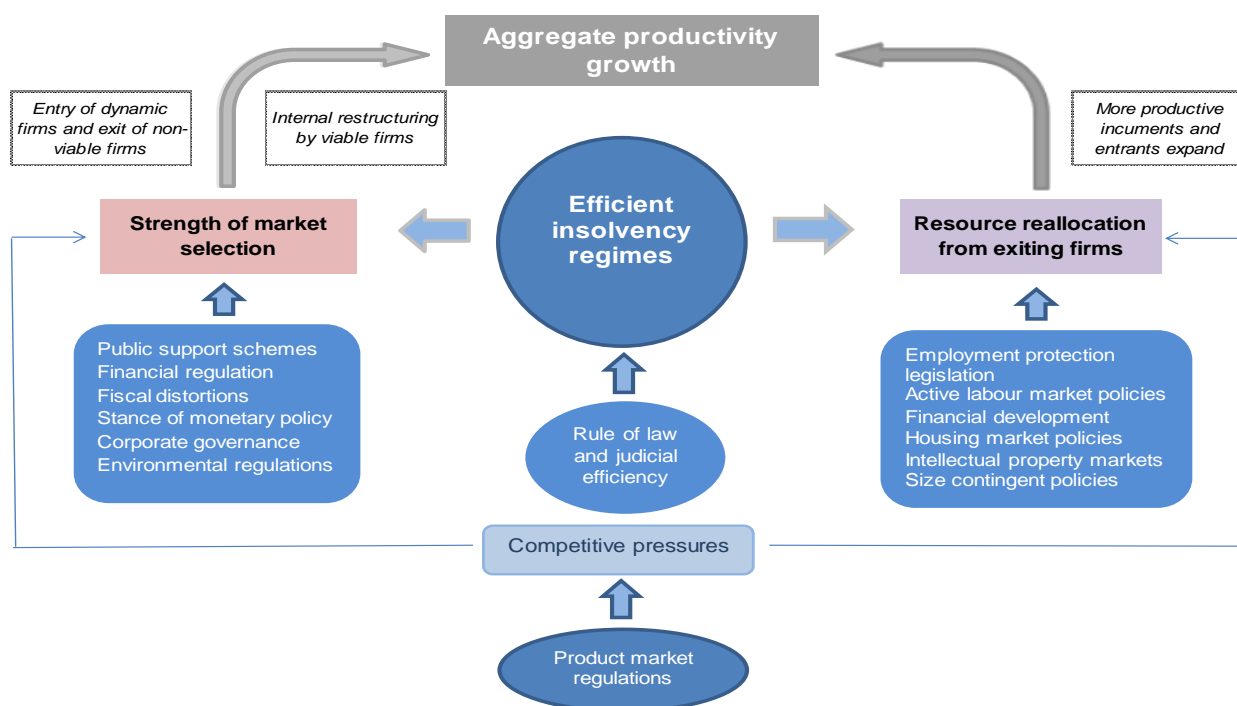 Aggregate productivity
growth
Entry of dynamic
firms and exit of non-
viable firms
Internal restructuring
by viable firms
More productive
incuments and
entrants expand
Efficient
insolvency
regimes
Strength of market
selection
Resource reallocation
from exiting firms
Public support schemes
Financial regulation
Fiscal distortions
Stance of monetary policy
Corporate governance
Environmental regulations
Employment protection
legislation
Active labour market policies
Financial development
Housing market policies
Intellectual property markets
Size contingent policies
Rule of law
and judicial
efficiency
Competitive pressures
Product market
regulations